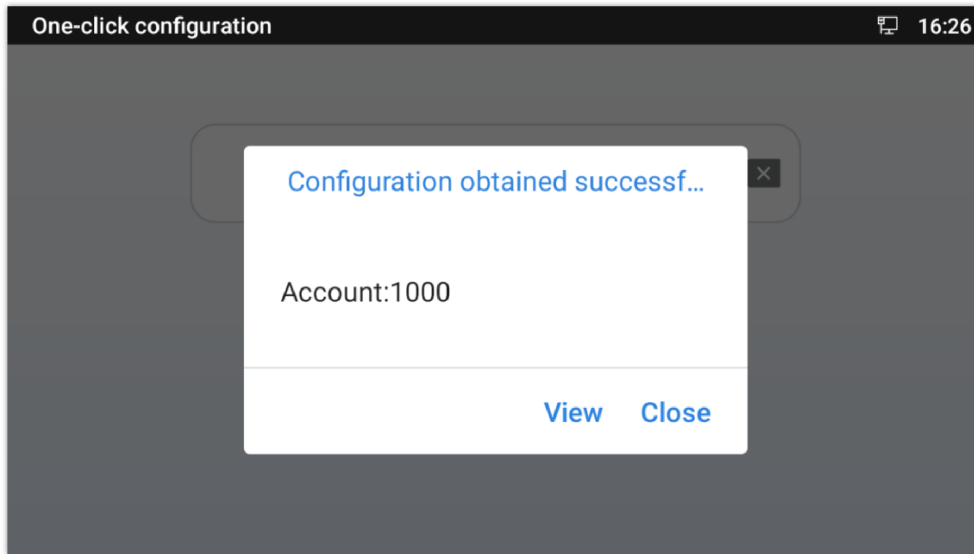 One-click configuration 16:26
Configuration obtained successf...
Account:1000
View Close